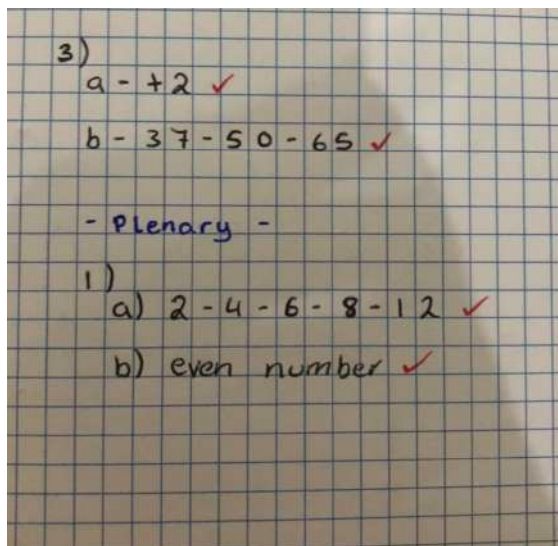 3)
a - +2 ✓
b - 37 - 50 - 65 ✓
- Plenary -
1)
a) 2 - 4 - 6 - 8 - 12 ✓
b) even number ✓